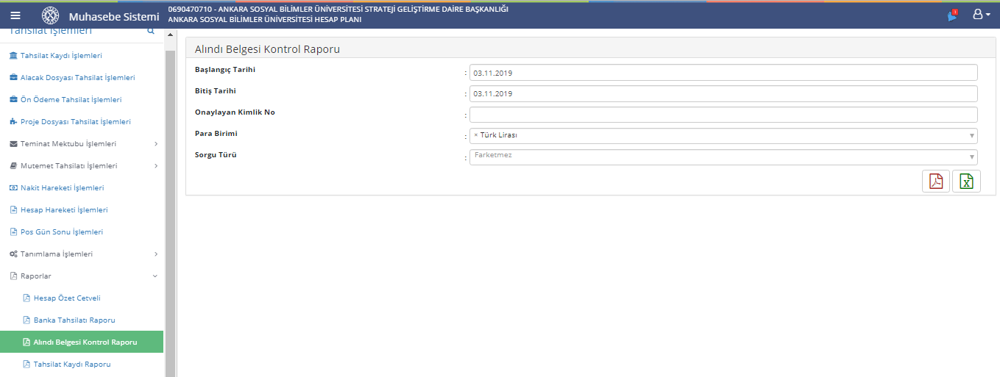 Muhasebe Sistemi
0690470710 - ANKARA SOSYAL BİLİMLER ÜNİVERSİTESİ STRATEJİ GELİŞTİRME DAİRE BAŞKANLIĞI
ANKARA SOSYAL BİLİMLER ÜNİVERSİTESİ HESAP PLANI
1
Tahsilat İşlemleri
Tahsilat Kaydı İşlemleri
Alacak Dosyası Tahsilat İşlemleri
Ön Ödeme Tahsilat İşlemleri
Proje Dosyası Tahsilat İşlemleri
Teminat Mektubu İşlemleri
Mutemet Tahsilatı İşlemleri
Nakit Hareketi İşlemleri
Hesap Hareketi İşlemleri
Pos Gün Sonu İşlemleri
Tanımlama İşlemleri
Raporlar
Hesap Özet Cetveli
Banka Tahsilatı Raporu
Alındı Belgesi Kontrol Raporu
Tahsilat Kaydı Raporu
Alındı Belgesi Kontrol Raporu
Başlangıç Tarihi : 03.11.2019
Bitiş Tarihi : 03.11.2019
Onaylayan Kimlik No :
Para Birimi : × Türk Lirası
Sorgu Türü : Farketmez